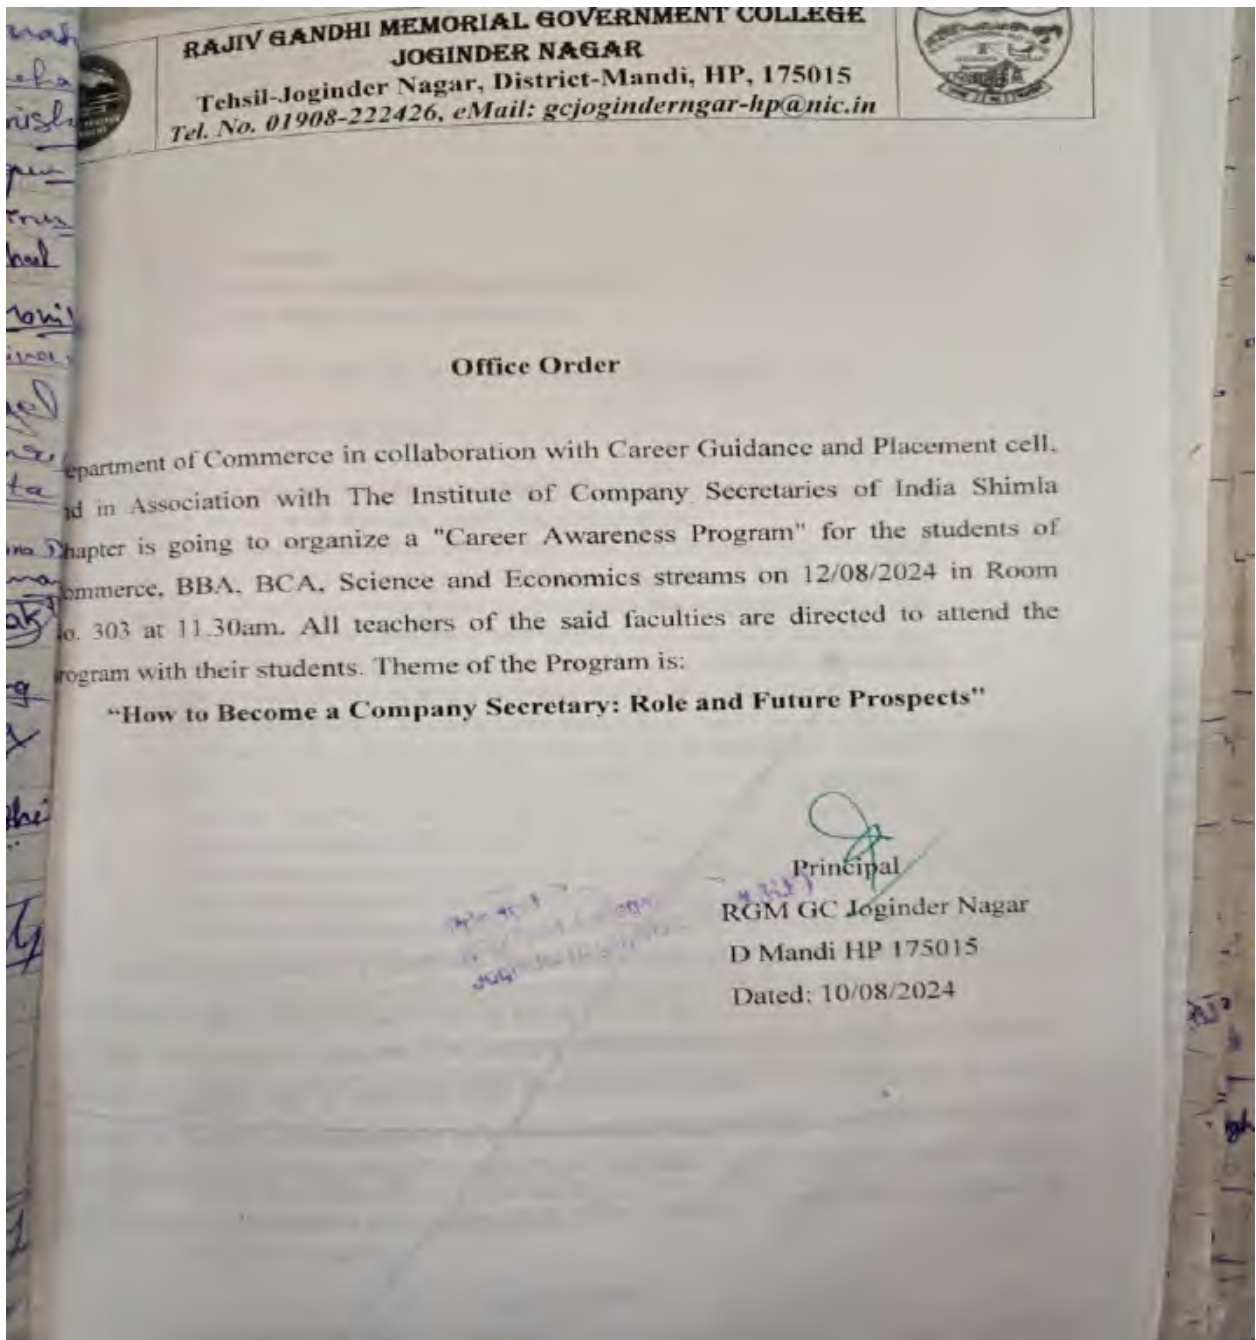 RAJIV GANDHI MEMORIAL GOVERNMENT COLLEGE
JOGINDER NAGAR
Tehsil-Joginder Nagar, District-Mandi, HP, 175015
Tel. No. 01908-222426, eMail: gcjoginderngar-hp@nic.in
Office Order
epartment of Commerce in collaboration with Career Guidance and Placement cell,
d in Association with The Institute of Company Secretaries of India Shimla
hapter is going to organize a "Career Awareness Program" for the students of
ommerce, BBA, BCA, Science and Economics streams on 12/08/2024 in Room
o. 303 at 11.30am. All teachers of the said faculties are directed to attend the
rogram with their students. Theme of the Program is:
“How to Become a Company Secretary: Role and Future Prospects"
Principal
RGM GC Joginder Nagar
D Mandi HP 175015
Dated: 10/08/2024